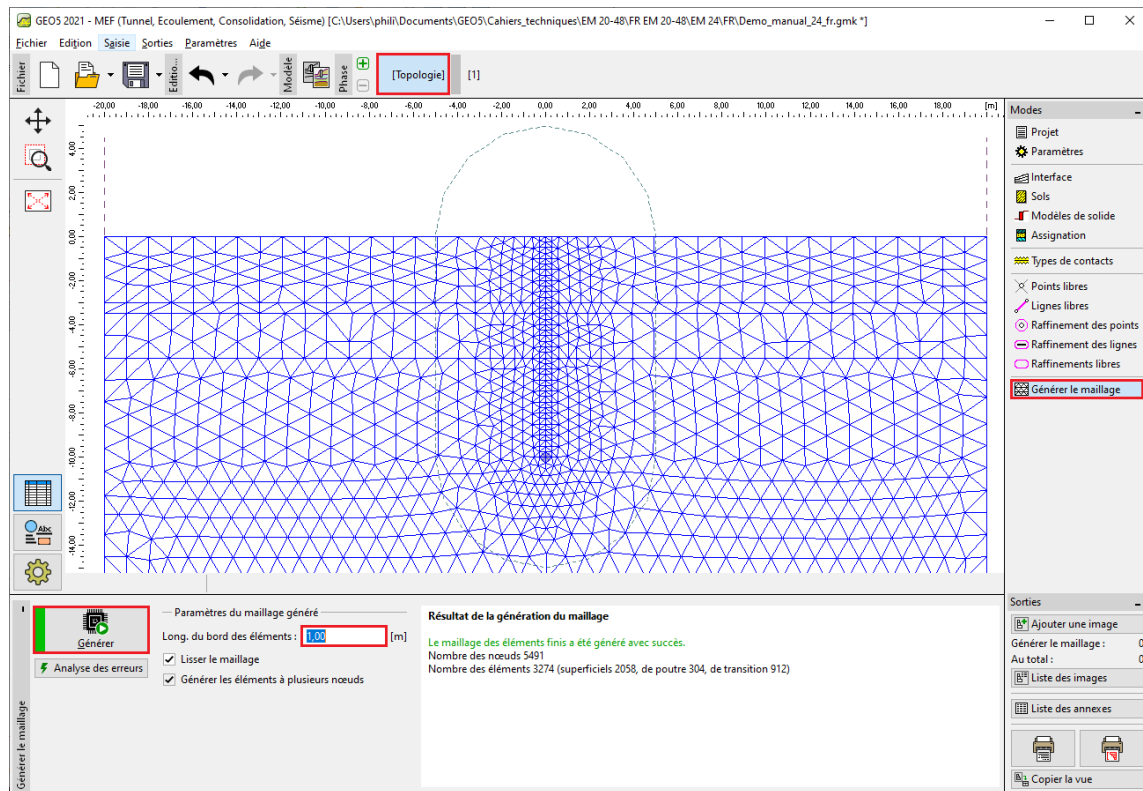 GEO5 2021 - MEF (Tunnel, Ecoulement, Consolidation, Séisme) [C:\Users\phili\Documents\GEO5\Cahiers_techniques\EM 20-48\FR EM 20-48\EM 24\FR\Demo_manual_24_fr.gmk *]
Fichier Edition Saisie Sorties Paramètres Aide
Fichier
Editio...
Modèle
Phase
[Topologie] [1]
-20,00 -18,00 -16,00 -14,00 -12,00 -10,00 -8,00 -6,00 -4,00 -2,00 0,00 2,00 4,00 6,00 8,00 10,00 12,00 14,00 16,00 18,00 [m]
4,00
2,00
0,00
-2,00
-4,00
-6,00
-8,00
-10,00
-12,00
-14,00
Abc
Modes
Projet
Paramètres
Interface
Sols
Modèles de solide
Assignation
Types de contacts
Points libres
Lignes libres
Raffinement des points
Raffinement des lignes
Raffinements libres
Générer le maillage
Générer le maillage
Générer
Analyse des erreurs
Paramètres du maillage généré
Long. du bord des éléments : 1,00 [m]
Lisser le maillage
Générer les éléments à plusieurs nœuds
Résultat de la génération du maillage
Le maillage des éléments finis a été généré avec succès.
Nombre des nœuds 5491
Nombre des éléments 3274 (superficiels 2058, de poutre 304, de transition 912)
Sorties
Ajouter une image
Générer le maillage : 0
Au total : 0
Liste des images
Liste des annexes
Copier la vue